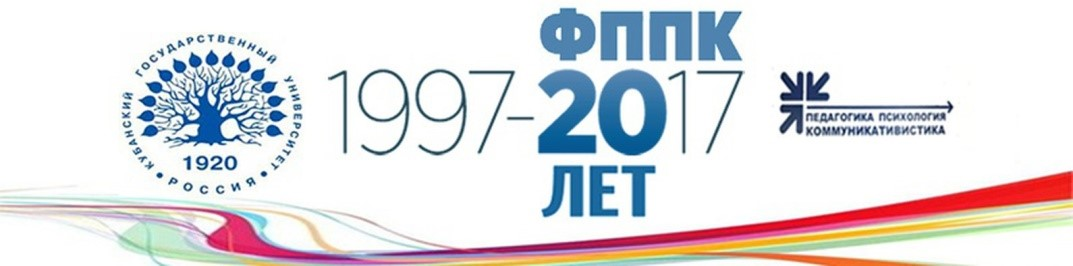 КУБАНСКИЙ ГОСУДАРСТВЕННЫЙ УНИВЕРСИТЕТ
1920
• РОССИЯ •
ФППК
1997-2017
ЛЕТ
ПЕДАГОГИКА ПСИХОЛОГИЯ
КОММУНИКАТИВИСТИКА